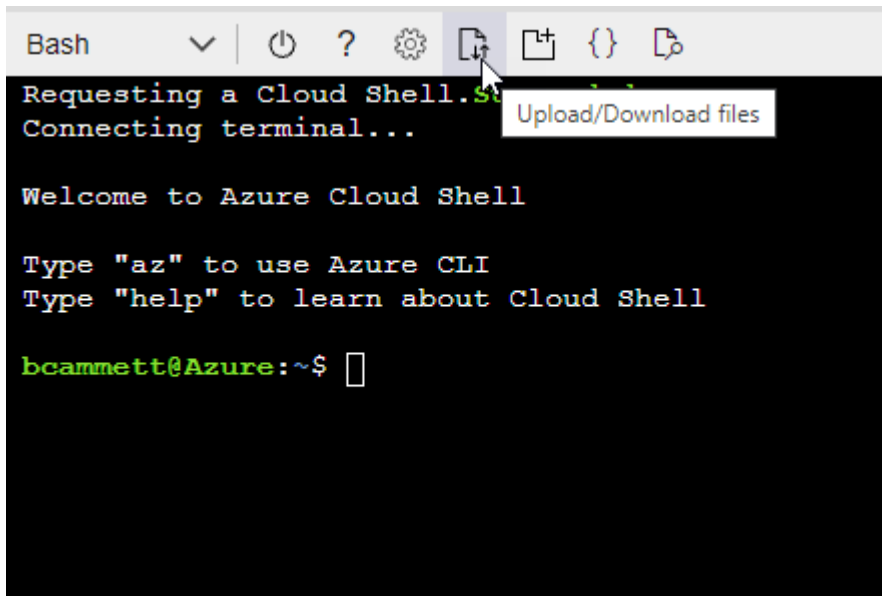 Bash
?
{}
Requesting a Cloud Shell.
Upload/Download files
Connecting terminal...
Welcome to Azure Cloud Shell
Type "az" to use Azure CLI
Type "help" to learn about Cloud Shell
bcammett@Azure:~$